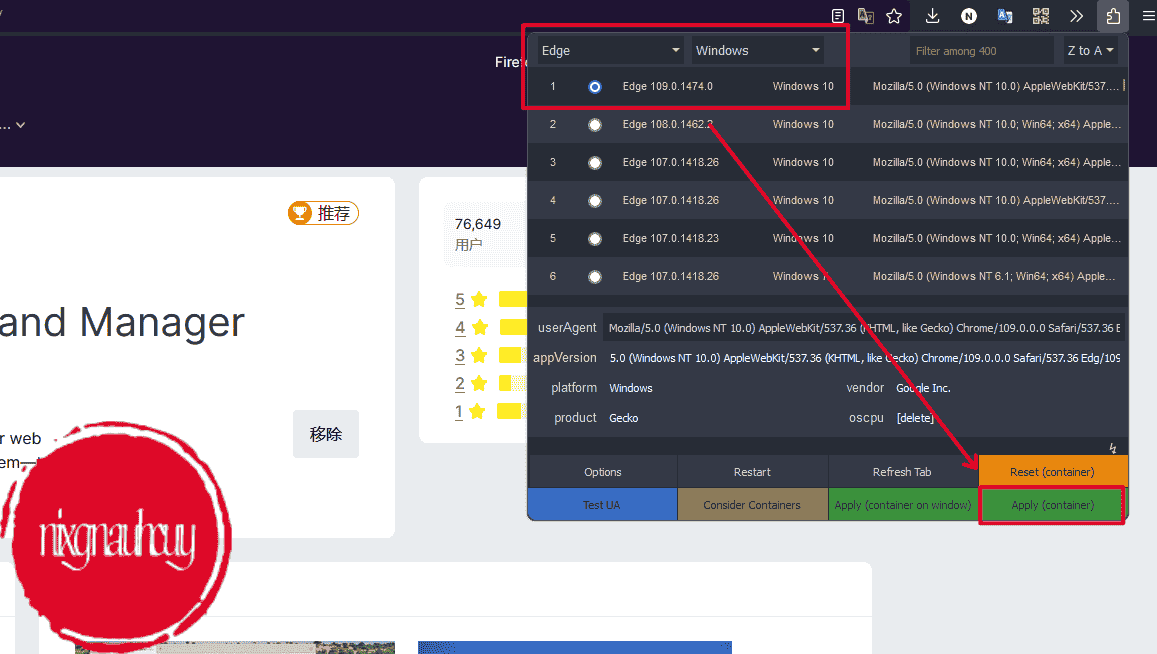 Firef
Edge Windows Filter among 400 Z to A
1 Edge 109.0.1474.0 Windows 10 Mozilla/5.0 (Windows NT 10.0) AppleWebKit/537....
2 Edge 108.0.1462.2 Windows 10 Mozilla/5.0 (Windows NT 10.0; Win64; x64) Apple...
3 Edge 107.0.1418.26 Windows 10 Mozilla/5.0 (Windows NT 10.0; Win64; x64) Apple...
4 Edge 107.0.1418.26 Windows 10 Mozilla/5.0 (Windows NT 10.0) AppleWebKit/537....
5 Edge 107.0.1418.23 Windows 10 Mozilla/5.0 (Windows NT 10.0; Win64; x64) Apple...
6 Edge 107.0.1418.26 Windows 7 Mozilla/5.0 (Windows NT 6.1; Win64; x64) Apple...
userAgent Mozilla/5.0 (Windows NT 10.0) AppleWebKit/537.36 (KHTML, like Gecko) Chrome/109.0.0.0 Safari/537.36 E
appVersion 5.0 (Windows NT 10.0) AppleWebKit/537.36 (KHTML, like Gecko) Chrome/109.0.0.0 Safari/537.36 Edg/109
platform Windows vendor Google Inc.
product Gecko oscpu [delete]
Options Restart Refresh Tab Reset (container)
Test UA Consider Containers Apply (container on window) Apply (container)
推荐
76,649
用户
5
4
3
2
1
and Manager
r web
em—
移除